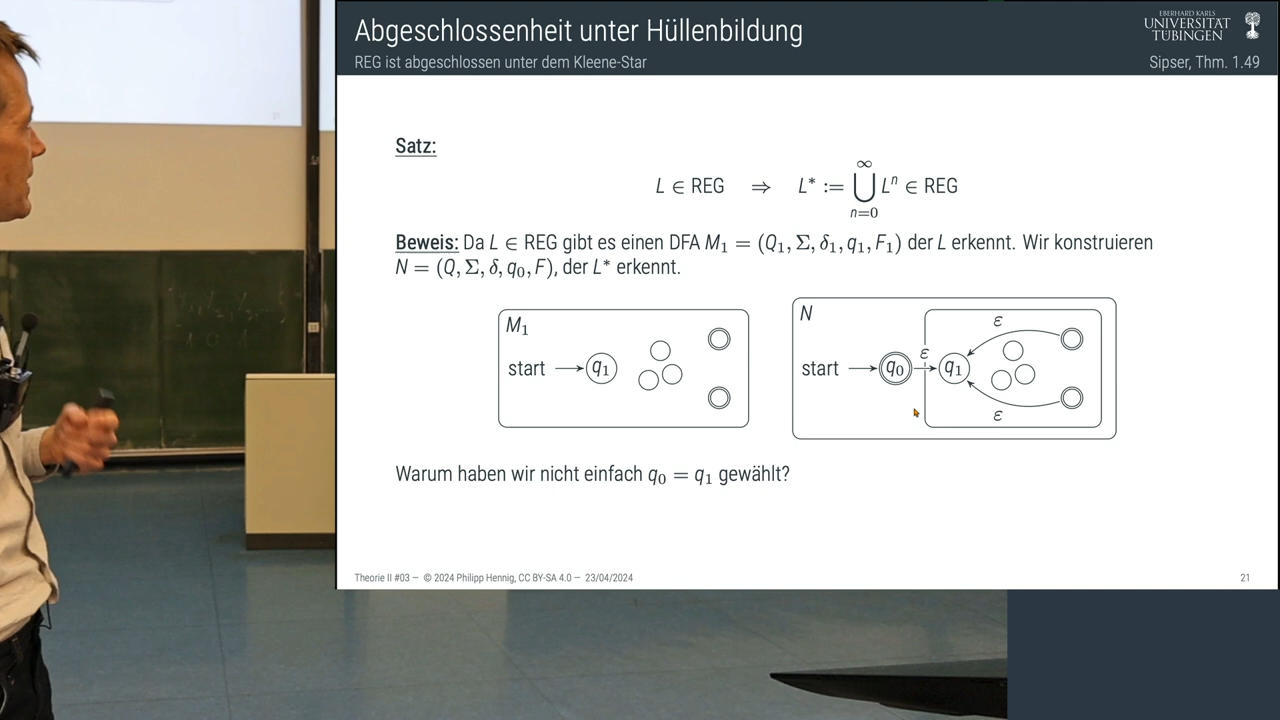 Abgeschlossenheit unter Hüllenbildung
REG ist abgeschlossen unter dem Kleene-Star
EBERHARD KARLS
UNIVERSITÄT
TÜBINGEN
Sipser, Thm. 1.49
Satz:
L ∈ REG ⇒ L* := ⋃_{n=0}^{∞} Lⁿ ∈ REG
Beweis: Da L ∈ REG gibt es einen DFA M₁ = (Q₁, Σ, δ₁, q₁, F₁) der L erkennt. Wir konstruieren
N = (Q, Σ, δ, q₀, F), der L* erkennt.
M₁
start q₁
N
start q₀ ε q₁ ε ε
Warum haben wir nicht einfach q₀ = q₁ gewählt?
Theorie II #03 — © 2024 Philipp Hennig, CC BY-SA 4.0 — 23/04/2024
21